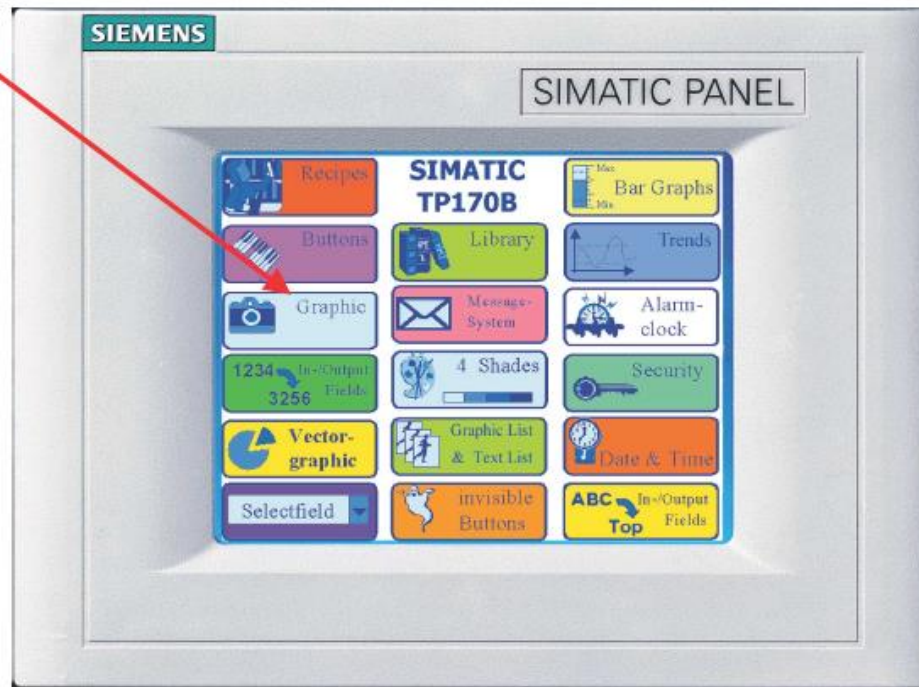 SIEMENS
SIMATIC PANEL
Recipes
SIMATIC
TP170B
Max
Bar Graphs
Min
Buttons
Library
Trends
Graphic
Message-
System
Alarm-
clock
1234 In-/Output
Fields
3256
4 Shades
Security
Vector-
graphic
Graphic List
& Text List
Date & Time
Selectfield
invisible
Buttons
ABC In-/Output
Fields
Top